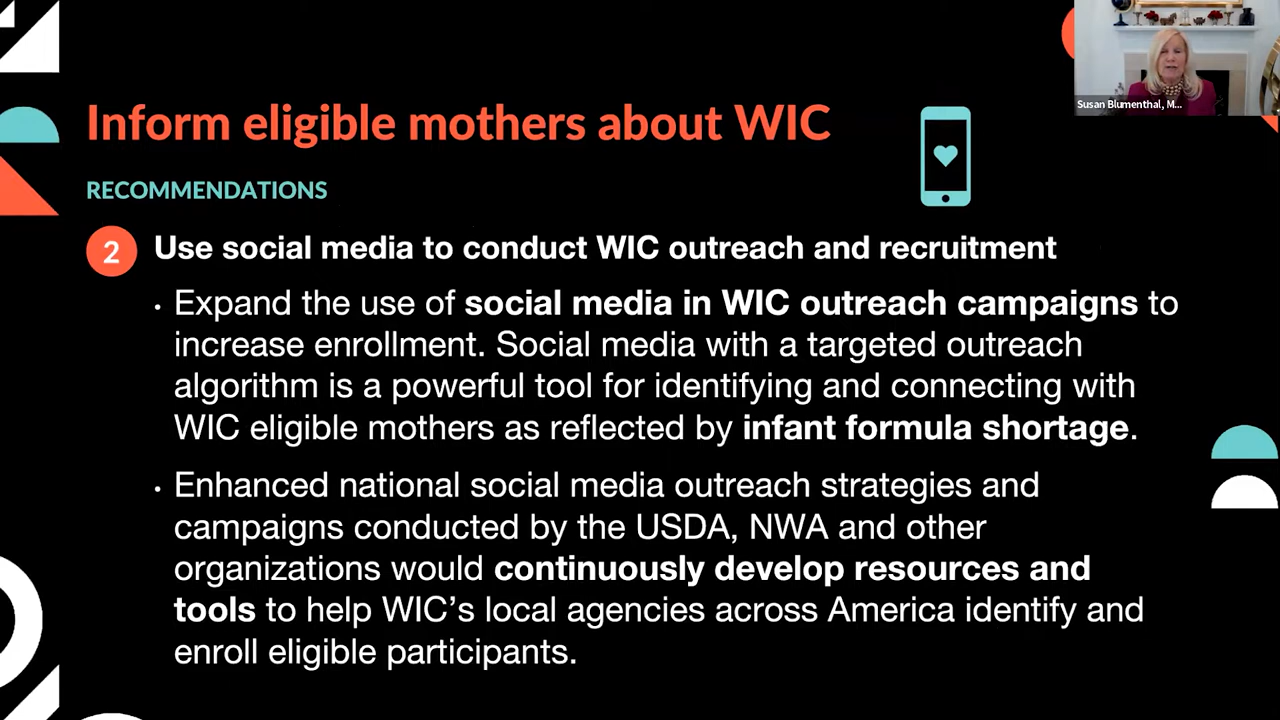 Susan Blumenthal, M...
Inform eligible mothers about WIC
RECOMMENDATIONS
2 Use social media to conduct WIC outreach and recruitment
• Expand the use of social media in WIC outreach campaigns to
increase enrollment. Social media with a targeted outreach
algorithm is a powerful tool for identifying and connecting with
WIC eligible mothers as reflected by infant formula shortage.
• Enhanced national social media outreach strategies and
campaigns conducted by the USDA, NWA and other
organizations would continuously develop resources and
tools to help WIC’s local agencies across America identify and
enroll eligible participants.